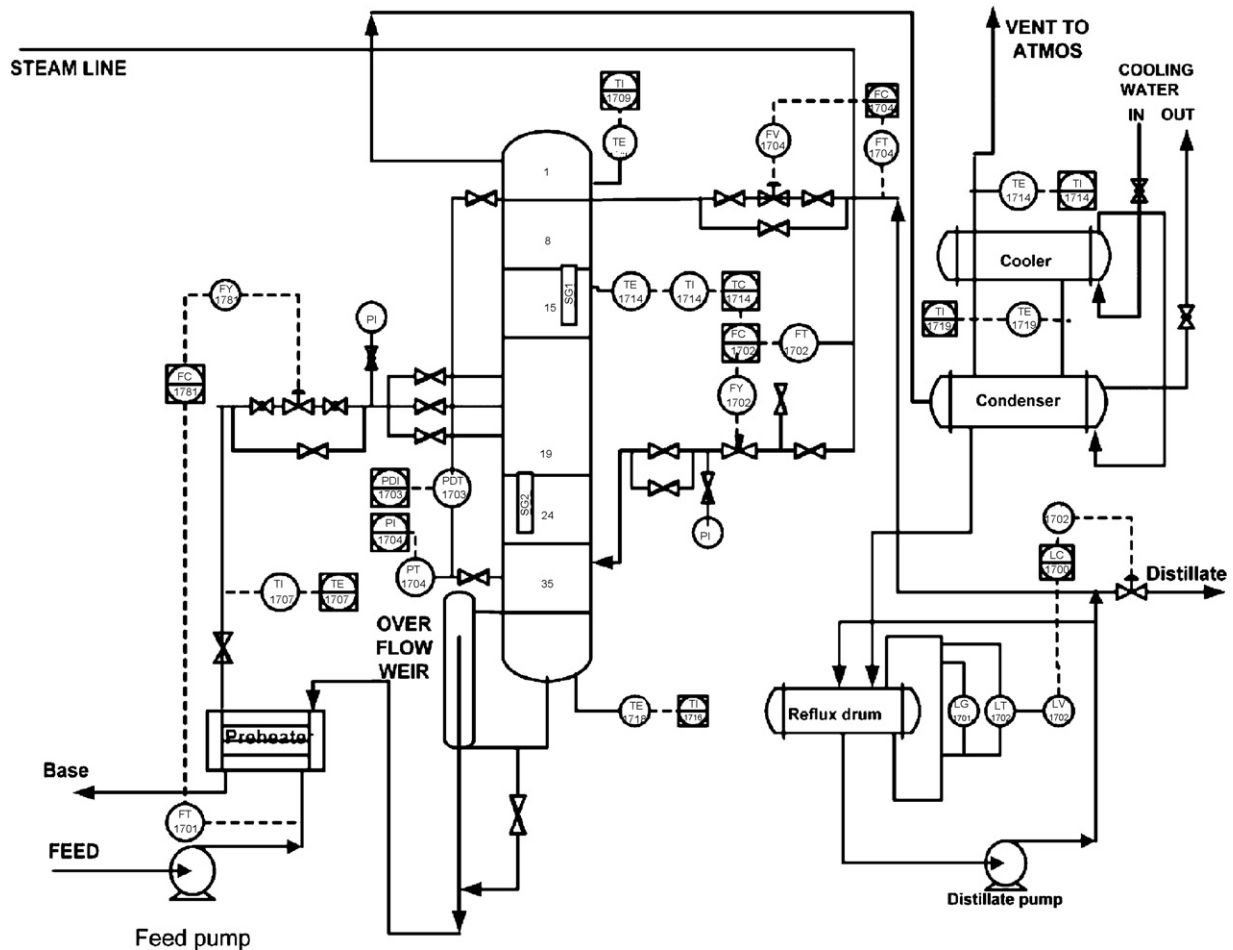 VENT TO
ATMOS
STEAM LINE
COOLING
WATER
IN OUT
TI
1709
TE
FC
1704
FV
1704
FT
1704
1
TE
1714
TI
1714
8
Cooler
FY
1781
SG1
TE
1714
TI
1714
TC
1714
15
PI
TI
1719
TE
1719
FC
1702
FT
1702
FC
1781
FY
1702
Condenser
19
PDI
1703
PDT
1703
SG2
24
PI
1704
PI
1702
PT
1704
35
LC
1700
Distillate
TI
1707
TE
1707
OVER
FLOW
WEIR
TE
1718
TI
1716
Reflux drum
LG
1701
LT
1702
LV
1702
Preheater
Base
FT
1701
FEED
Distillate pump
Feed pump